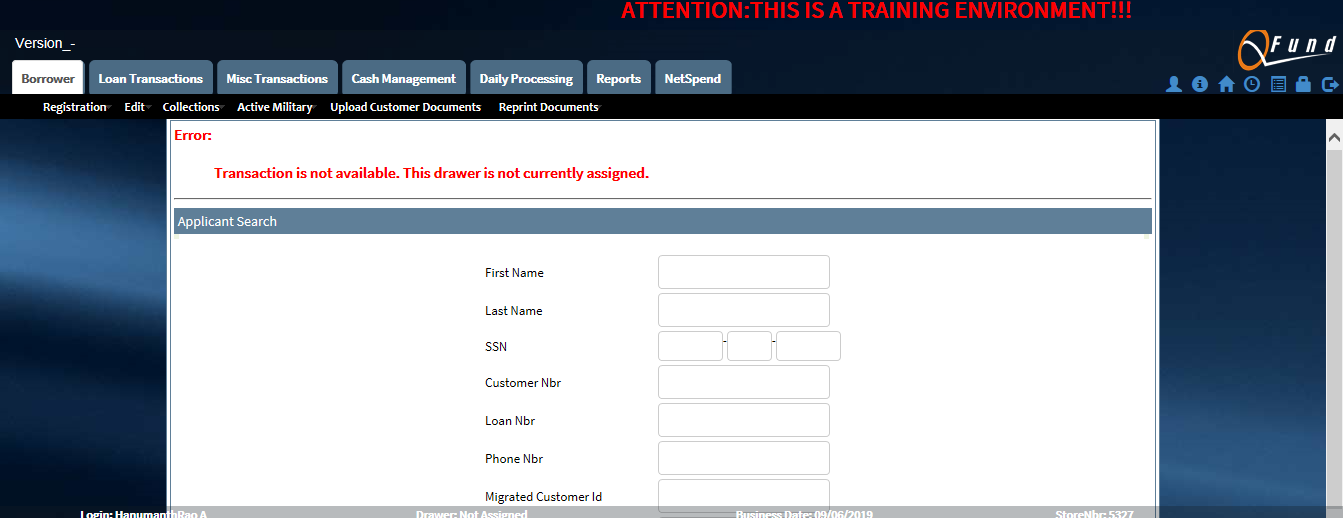 ATTENTION:THIS IS A TRAINING ENVIRONMENT!!!
Version_-
QFund
Borrower Loan Transactions Misc Transactions Cash Management Daily Processing Reports NetSpend
Registration Edit Collections Active Military Upload Customer Documents Reprint Documents
Error:
Transaction is not available. This drawer is not currently assigned.
Applicant Search
First Name
Last Name
SSN - -
Customer Nbr
Loan Nbr
Phone Nbr
Migrated Customer Id
Login: HanumanthRao A Drawer: Not Assigned Business Date: 09/06/2019 StoreNbr: 5327